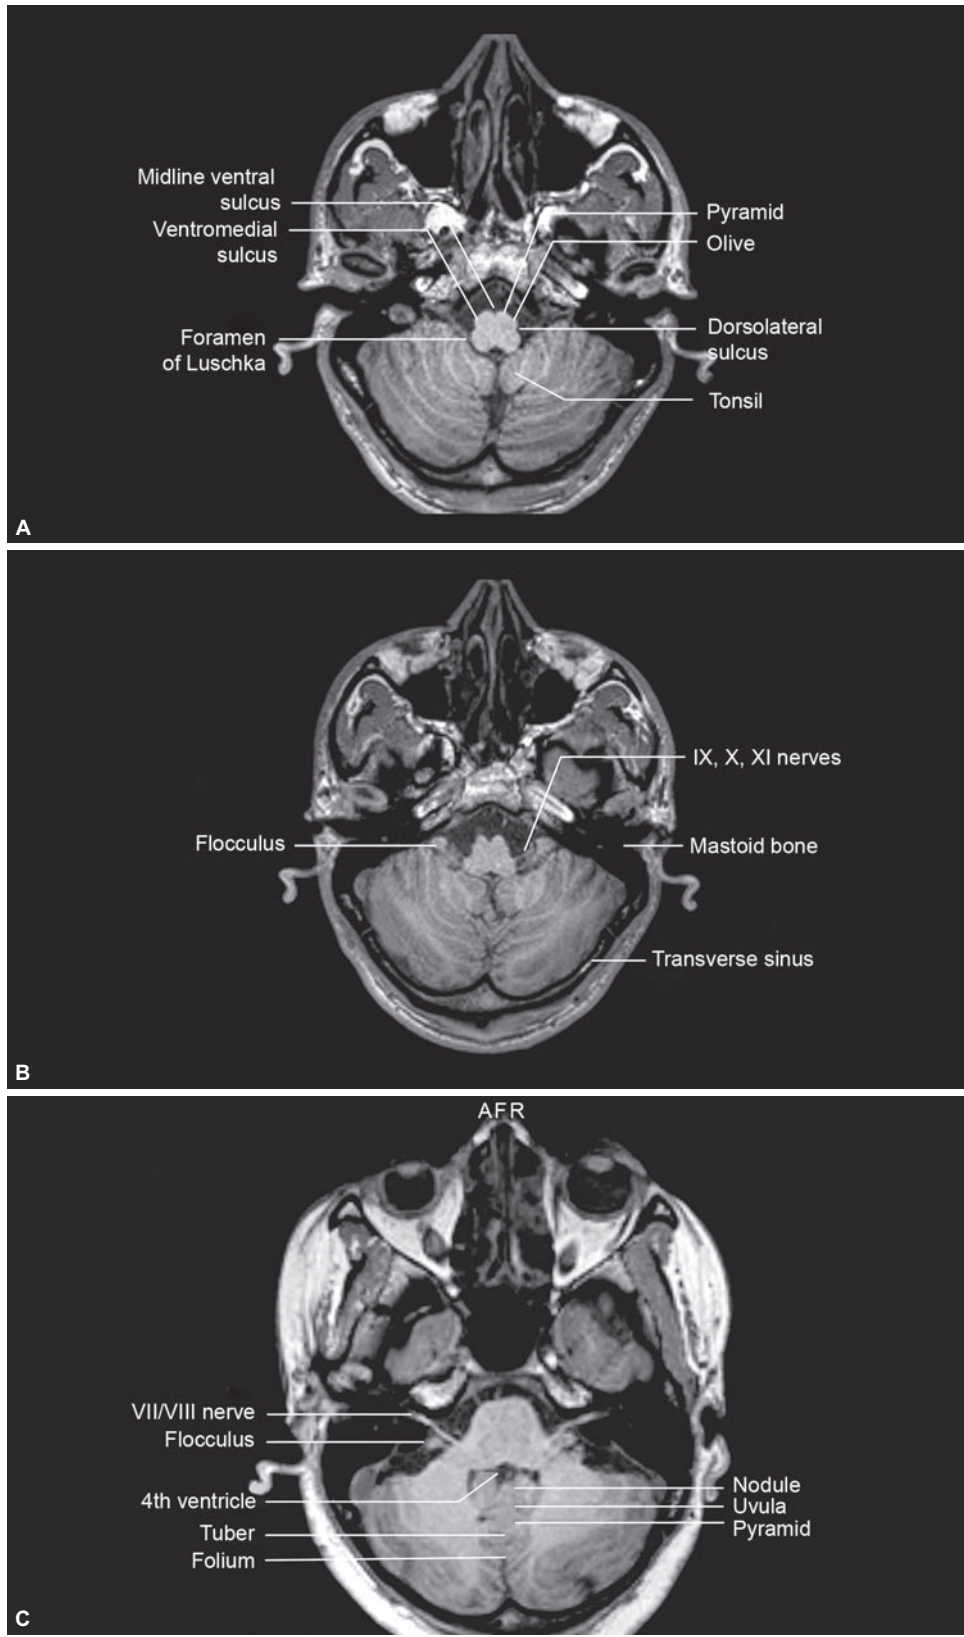 Midline ventral
sulcus
Ventromedial
sulcus
Foramen
of Luschka
Pyramid
Olive
Dorsolateral
sulcus
Tonsil
A
IX, X, XI nerves
Flocculus
Mastoid bone
Transverse sinus
B
AFR
VII/VIII nerve
Flocculus
4th ventricle
Tuber
Folium
Nodule
Uvula
Pyramid
C